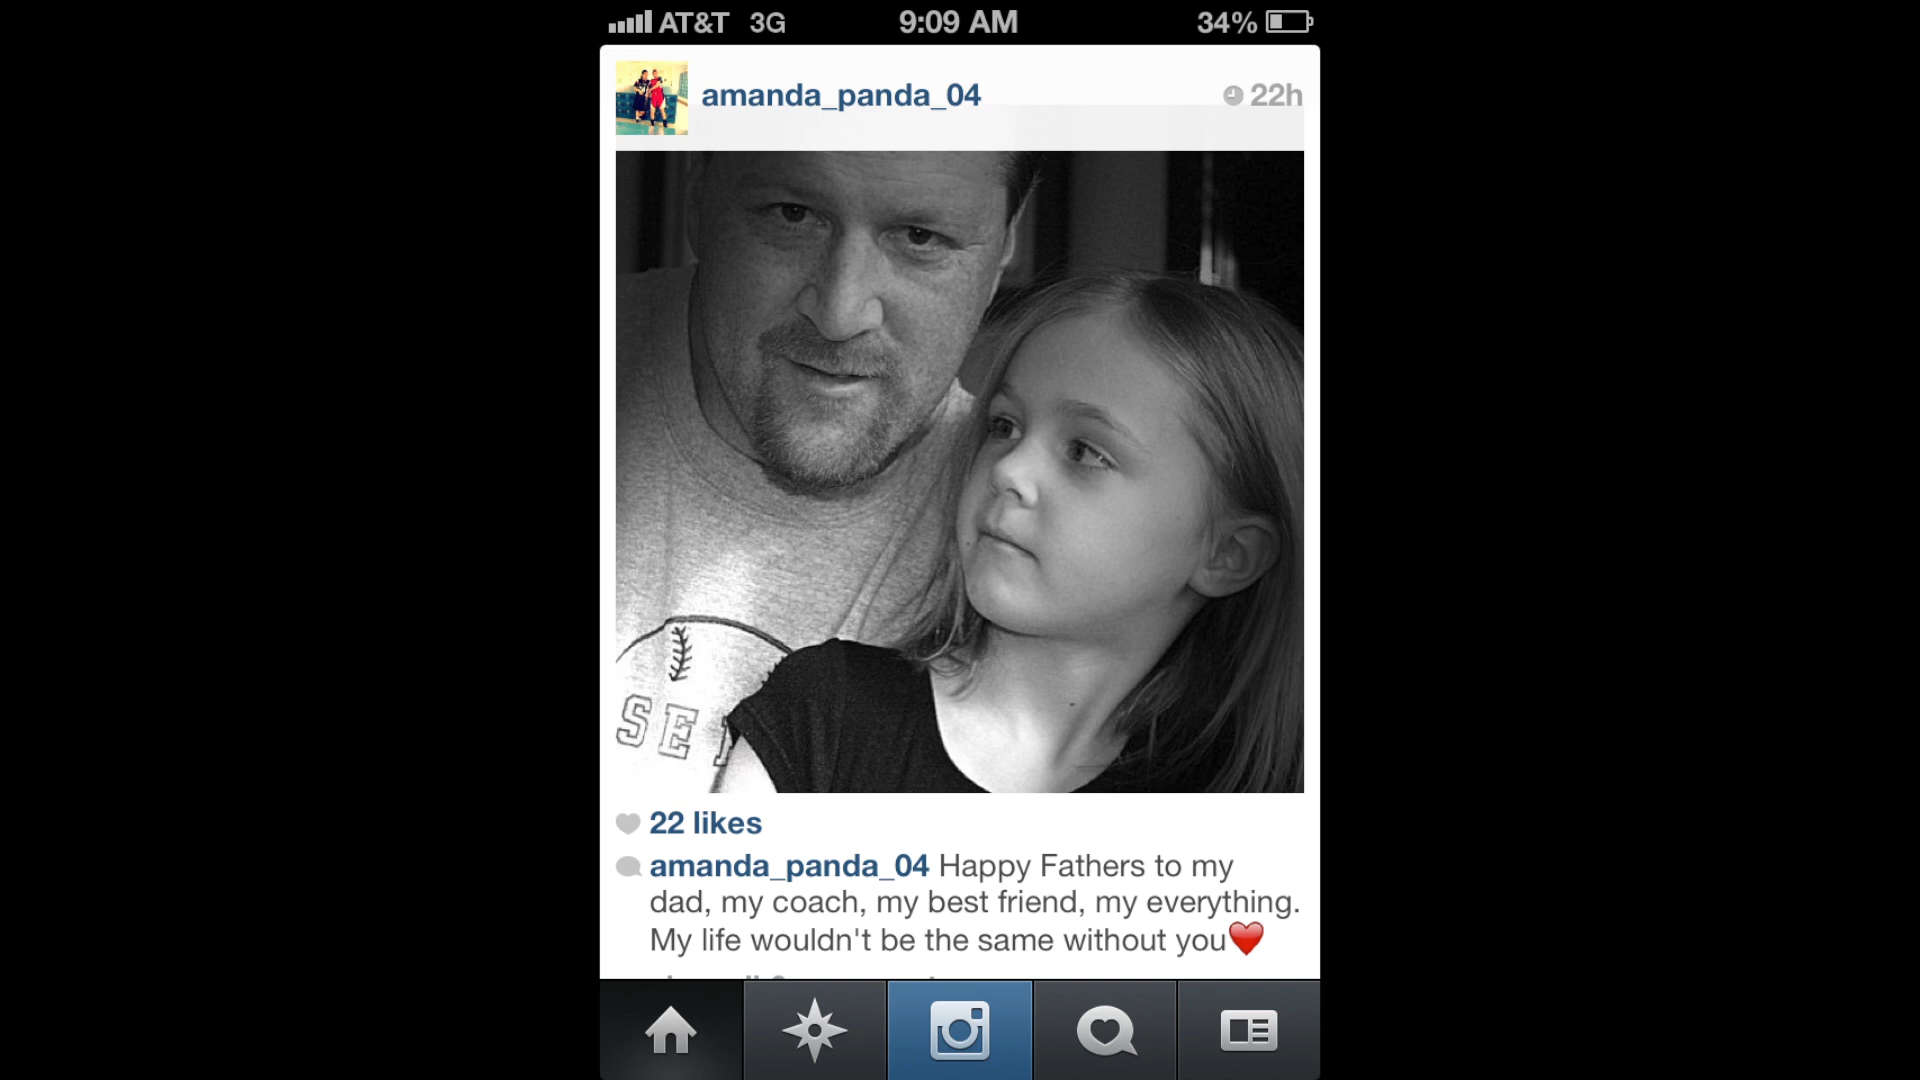 AT&T 3G 9:09 AM 34%
amanda_panda_04 22h
SE
22 likes
amanda_panda_04 Happy Fathers to my
dad, my coach, my best friend, my everything.
My life wouldn't be the same without you❤️